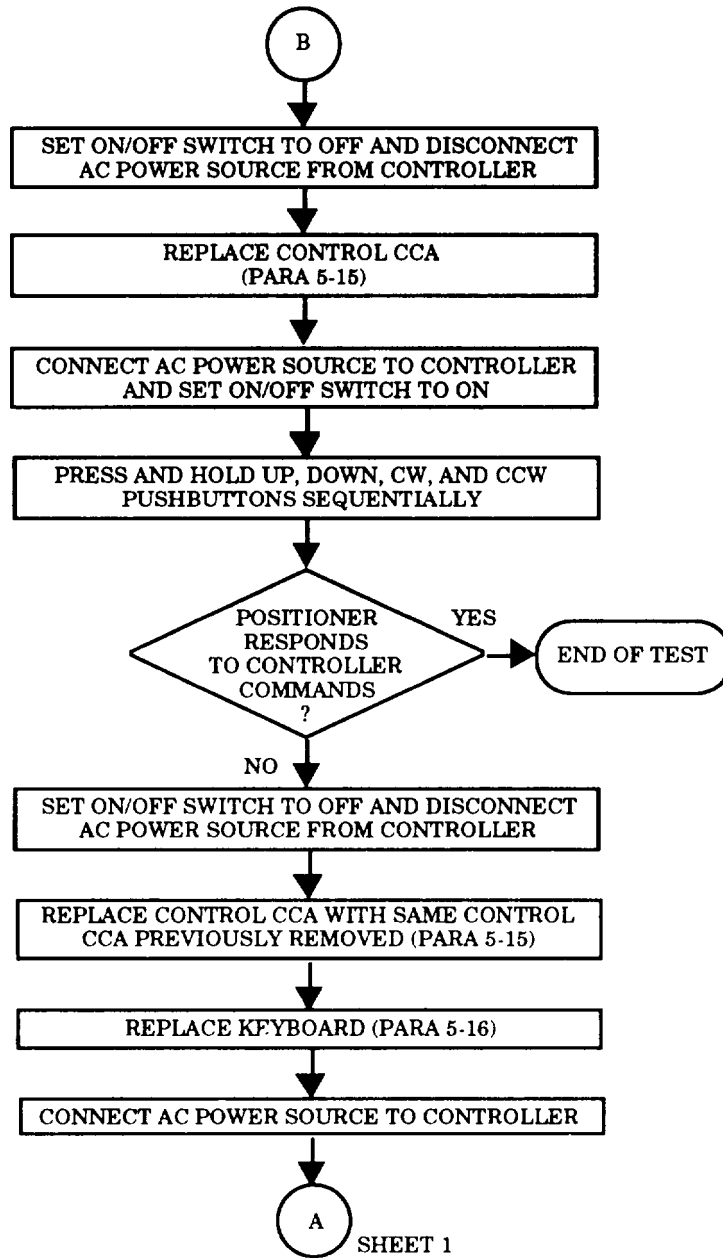 B
SET ON/OFF SWITCH TO OFF AND DISCONNECT
AC POWER SOURCE FROM CONTROLLER
REPLACE CONTROL CCA
(PARA 5-15)
CONNECT AC POWER SOURCE TO CONTROLLER
AND SET ON/OFF SWITCH TO ON
PRESS AND HOLD UP, DOWN, CW, AND CCW
PUSHBUTTONS SEQUENTIALLY
POSITIONER
RESPONDS
TO CONTROLLER
COMMANDS
?
YES
END OF TEST
NO
SET ON/OFF SWITCH TO OFF AND DISCONNECT
AC POWER SOURCE FROM CONTROLLER
REPLACE CONTROL CCA WITH SAME CONTROL
CCA PREVIOUSLY REMOVED (PARA 5-15)
REPLACE KEYBOARD (PARA 5-16)
CONNECT AC POWER SOURCE TO CONTROLLER
A
SHEET 1